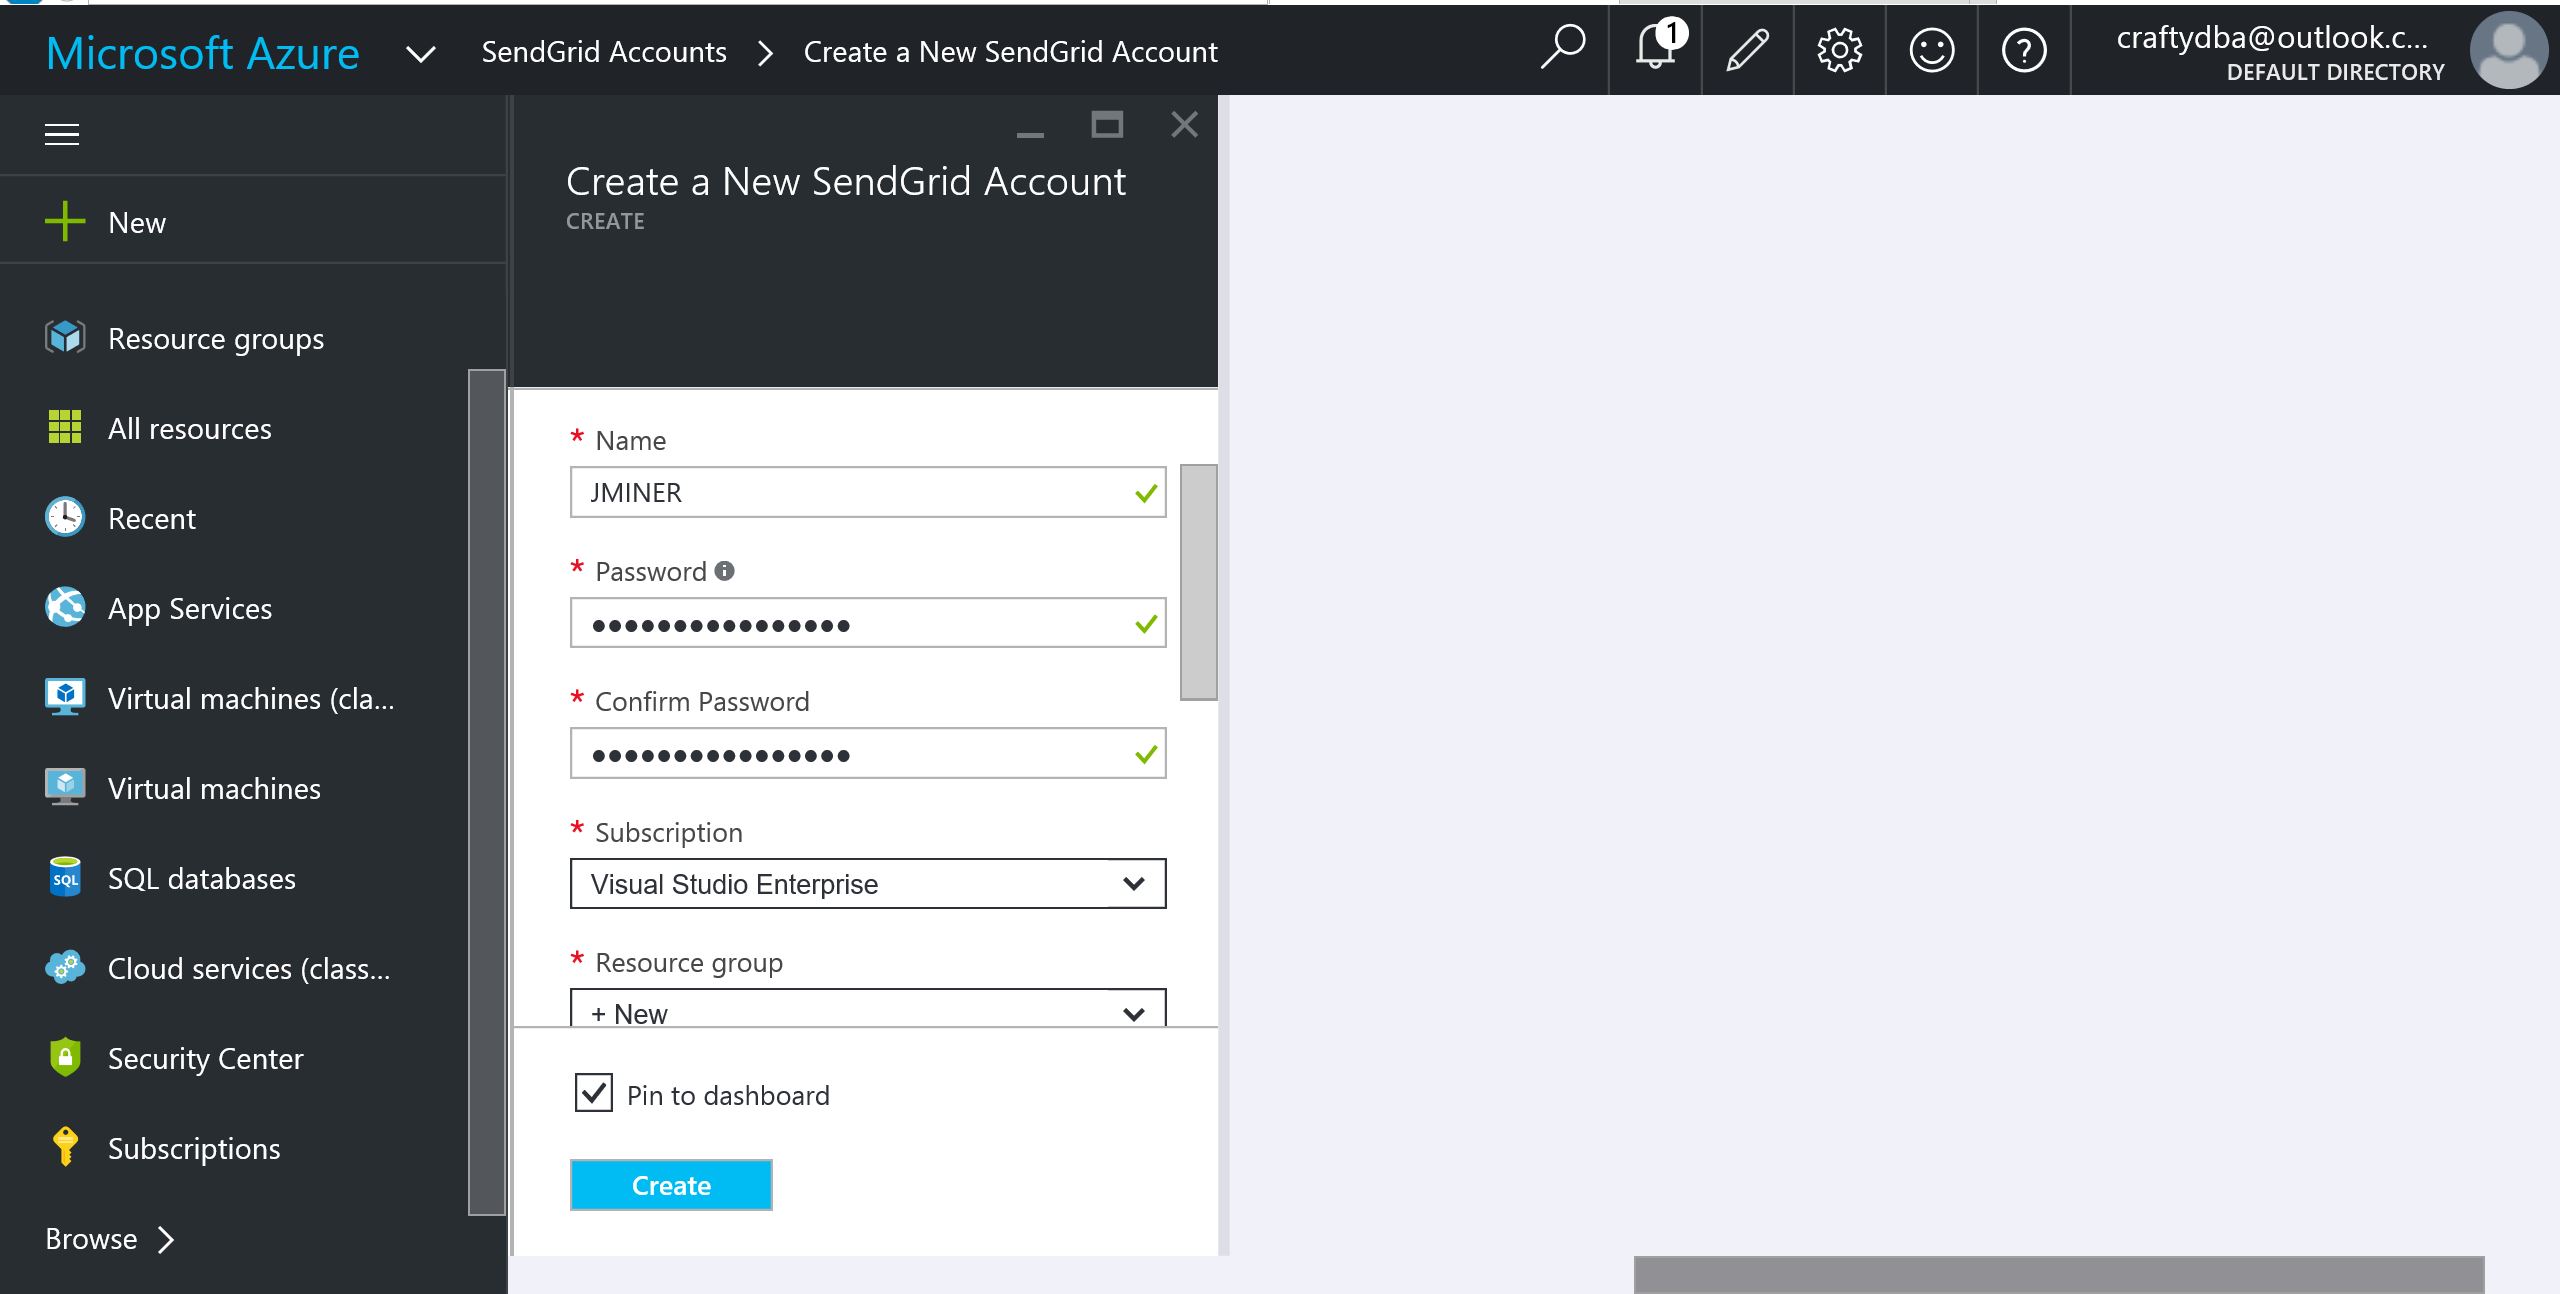 Microsoft Azure
SendGrid Accounts
Create a New SendGrid Account
1
craftydba@outlook.c...
DEFAULT DIRECTORY
New
Resource groups
All resources
Recent
App Services
Virtual machines (cla...
Virtual machines
SQL
SQL databases
Cloud services (class...
Security Center
Subscriptions
Browse
Create a New SendGrid Account
CREATE
* Name
JMINER
* Password
●●●●●●●●●●●●●●●●
* Confirm Password
●●●●●●●●●●●●●●●●
* Subscription
Visual Studio Enterprise
* Resource group
+ New
Pin to dashboard
Create